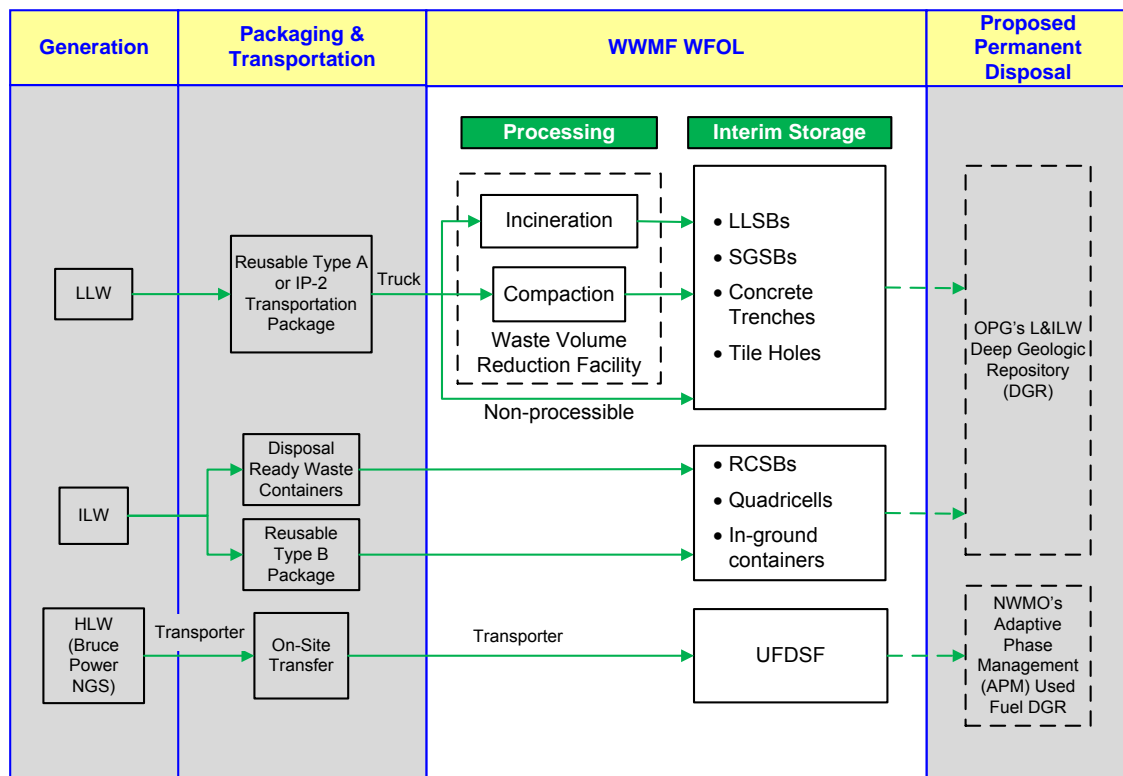 Generation
Packaging &
Transportation
WWMF WFOL
Proposed
Permanent
Disposal
Processing
Interim Storage
LLW
Reusable Type A
or IP-2
Transportation
Package
Truck
Incineration
Compaction
Waste Volume
Reduction Facility
Non-processible
• LLSBs
• SGSBs
• Concrete
Trenches
• Tile Holes
OPG's L&ILW
Deep Geologic
Repository
(DGR)
ILW
Disposal
Ready Waste
Containers
Reusable
Type B
Package
• RCSBs
• Quadricells
• In-ground
containers
HLW
(Bruce
Power
NGS)
Transporter
On-Site
Transfer
Transporter
UFDSF
NWMO's
Adaptive
Phase
Management
(APM) Used
Fuel DGR